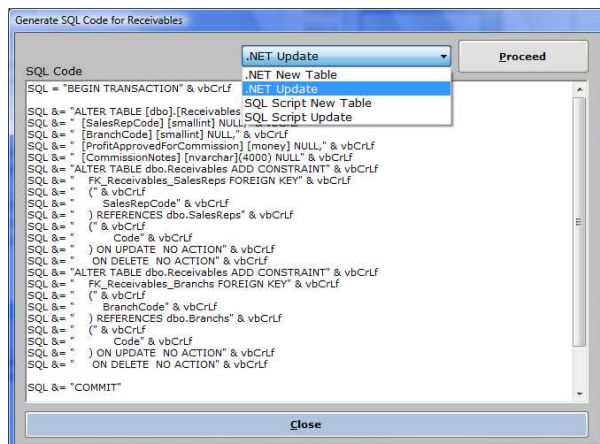 Generate SQL Code for Receivables
.NET Update
Proceed
SQL Code
.NET New Table
.NET Update
SQL Script New Table
SQL Script Update
SQL = "BEGIN TRANSACTION" & vbCrLf
SQL &= "ALTER TABLE [dbo].[Receivables
SQL &= "  [SalesRepCode] [smallint] NULL,
SQL &= "  [BranchCode] [smallint] NULL," & vbCrLf
SQL &= "  [ProfitApprovedForCommission] [money] NULL," & vbCrLf
SQL &= "  [CommissionNotes] [nvarchar](4000) NULL" & vbCrLf
SQL &= "ALTER TABLE dbo.Receivables ADD CONSTRAINT" & vbCrLf
SQL &= "    FK_Receivables_SalesReps FOREIGN KEY" & vbCrLf
SQL &= "    (" & vbCrLf
SQL &= "        SalesRepCode" & vbCrLf
SQL &= "    ) REFERENCES dbo.SalesReps" & vbCrLf
SQL &= "    (" & vbCrLf
SQL &= "           Code" & vbCrLf
SQL &= "    ) ON UPDATE  NO ACTION" & vbCrLf
SQL &= "     ON DELETE  NO ACTION" & vbCrLf
SQL &= "ALTER TABLE dbo.Receivables ADD CONSTRAINT" & vbCrLf
SQL &= "    FK_Receivables_Branchs FOREIGN KEY" & vbCrLf
SQL &= "    (" & vbCrLf
SQL &= "        BranchCode" & vbCrLf
SQL &= "    ) REFERENCES dbo.Branchs" & vbCrLf
SQL &= "    (" & vbCrLf
SQL &= "           Code" & vbCrLf
SQL &= "    ) ON UPDATE  NO ACTION" & vbCrLf
SQL &= "     ON DELETE  NO ACTION" & vbCrLf
SQL &= "COMMIT"
Close